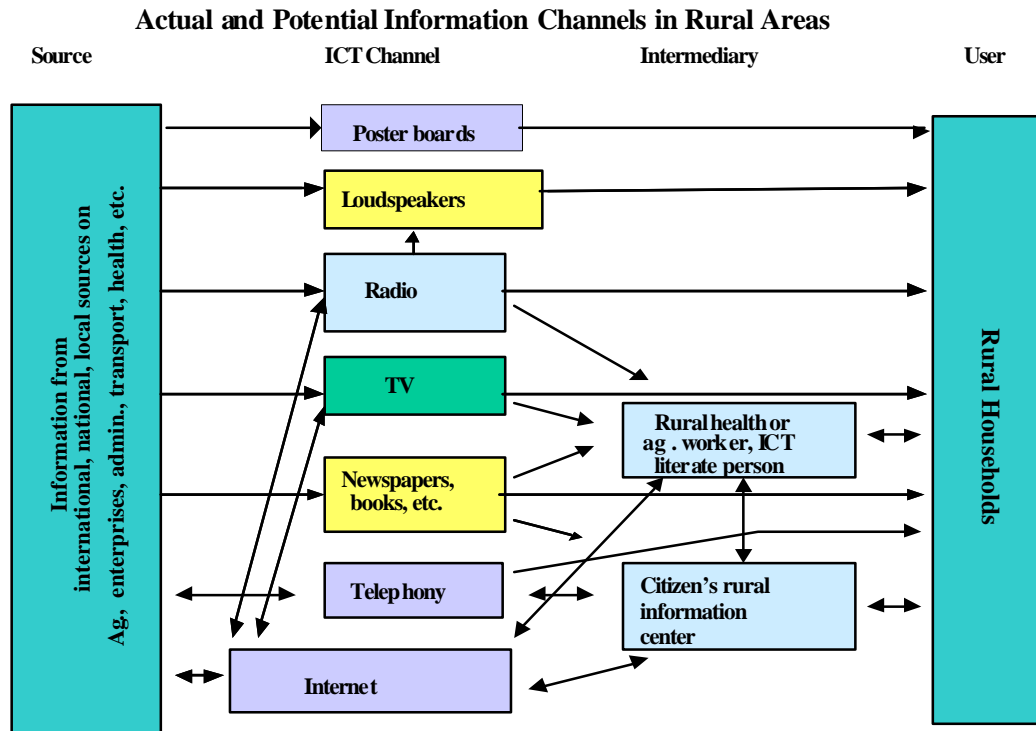 Actual and Potential Information Channels in Rural Areas
Source
ICT Channel
Intermediary
User
Information from
international, national, local sources on
Ag., enterprises, admin., transport, health, etc.
Poster boards
Loudspeakers
Radio
TV
Newspapers,
books, etc.
Telephony
Internet
Rural health or
ag . worker, ICT
literate person
Citizen's rural
information
center
Rural Households